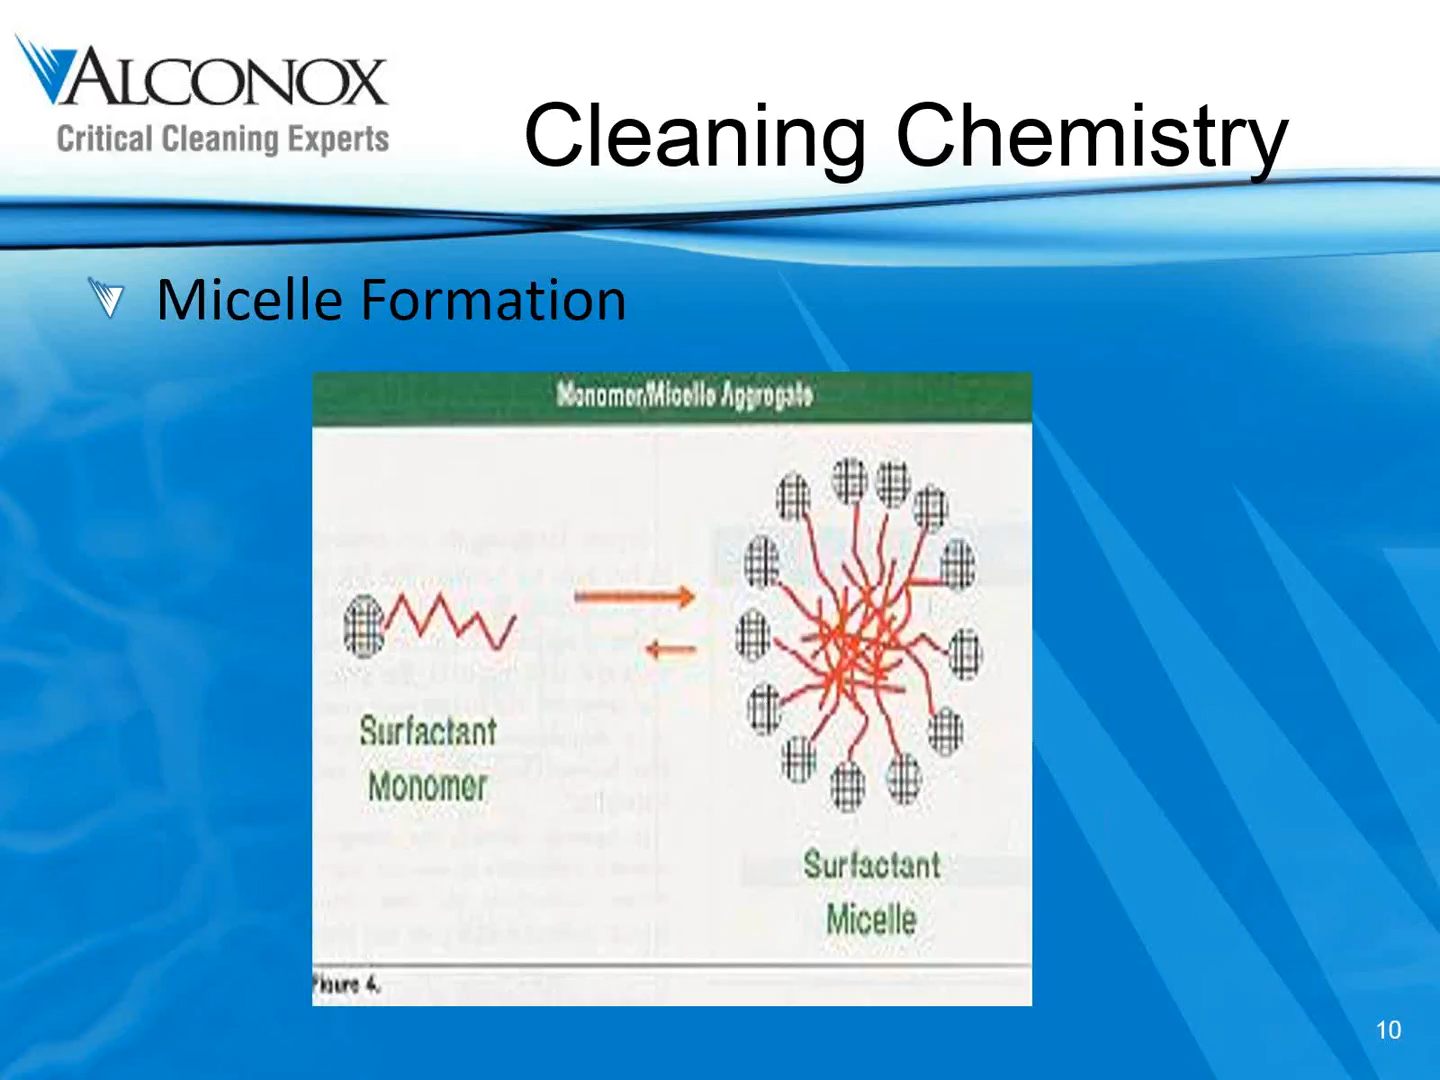 ALCONOX
Critical Cleaning Experts
Cleaning Chemistry
Micelle Formation
Monomer/Micelle Aggregate
Surfactant
Monomer
Surfactant
Micelle
Figure 4.
10